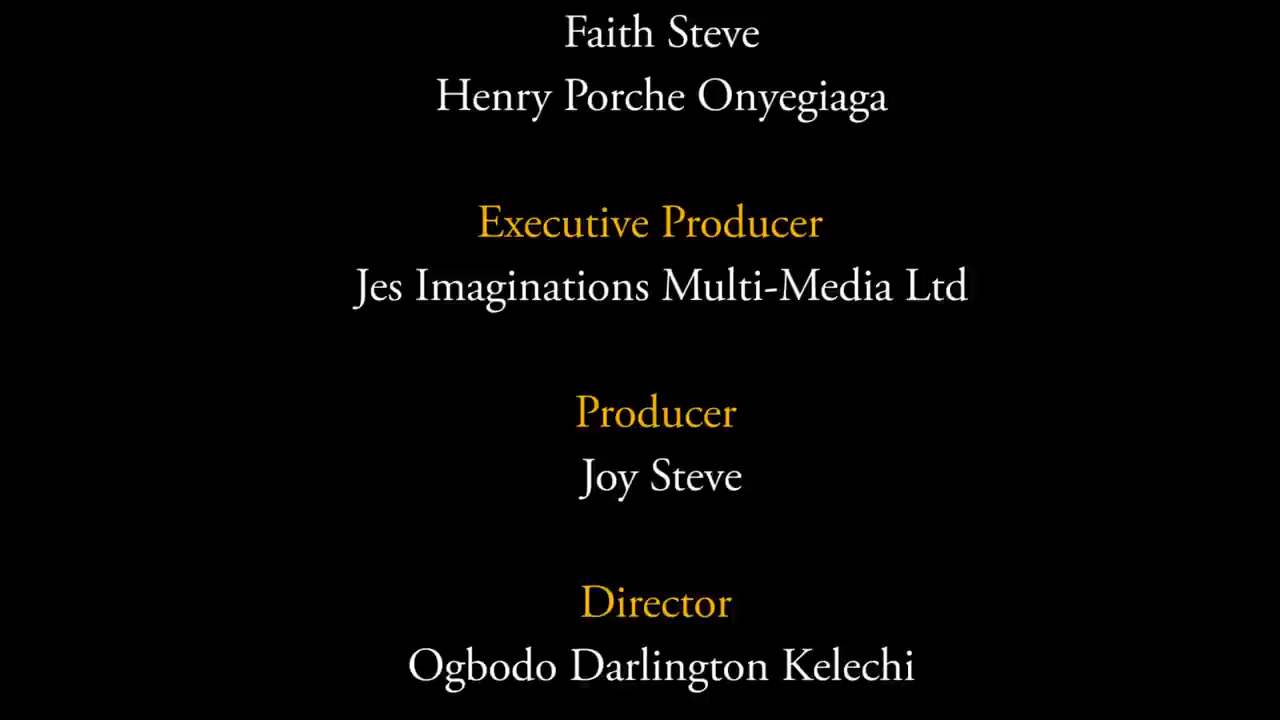 Faith Steve
Henry Porche Onyegiaga
Executive Producer
Jes Imaginations Multi-Media Ltd
Producer
Joy Steve
Director
Ogbodo Darlington Kelechi